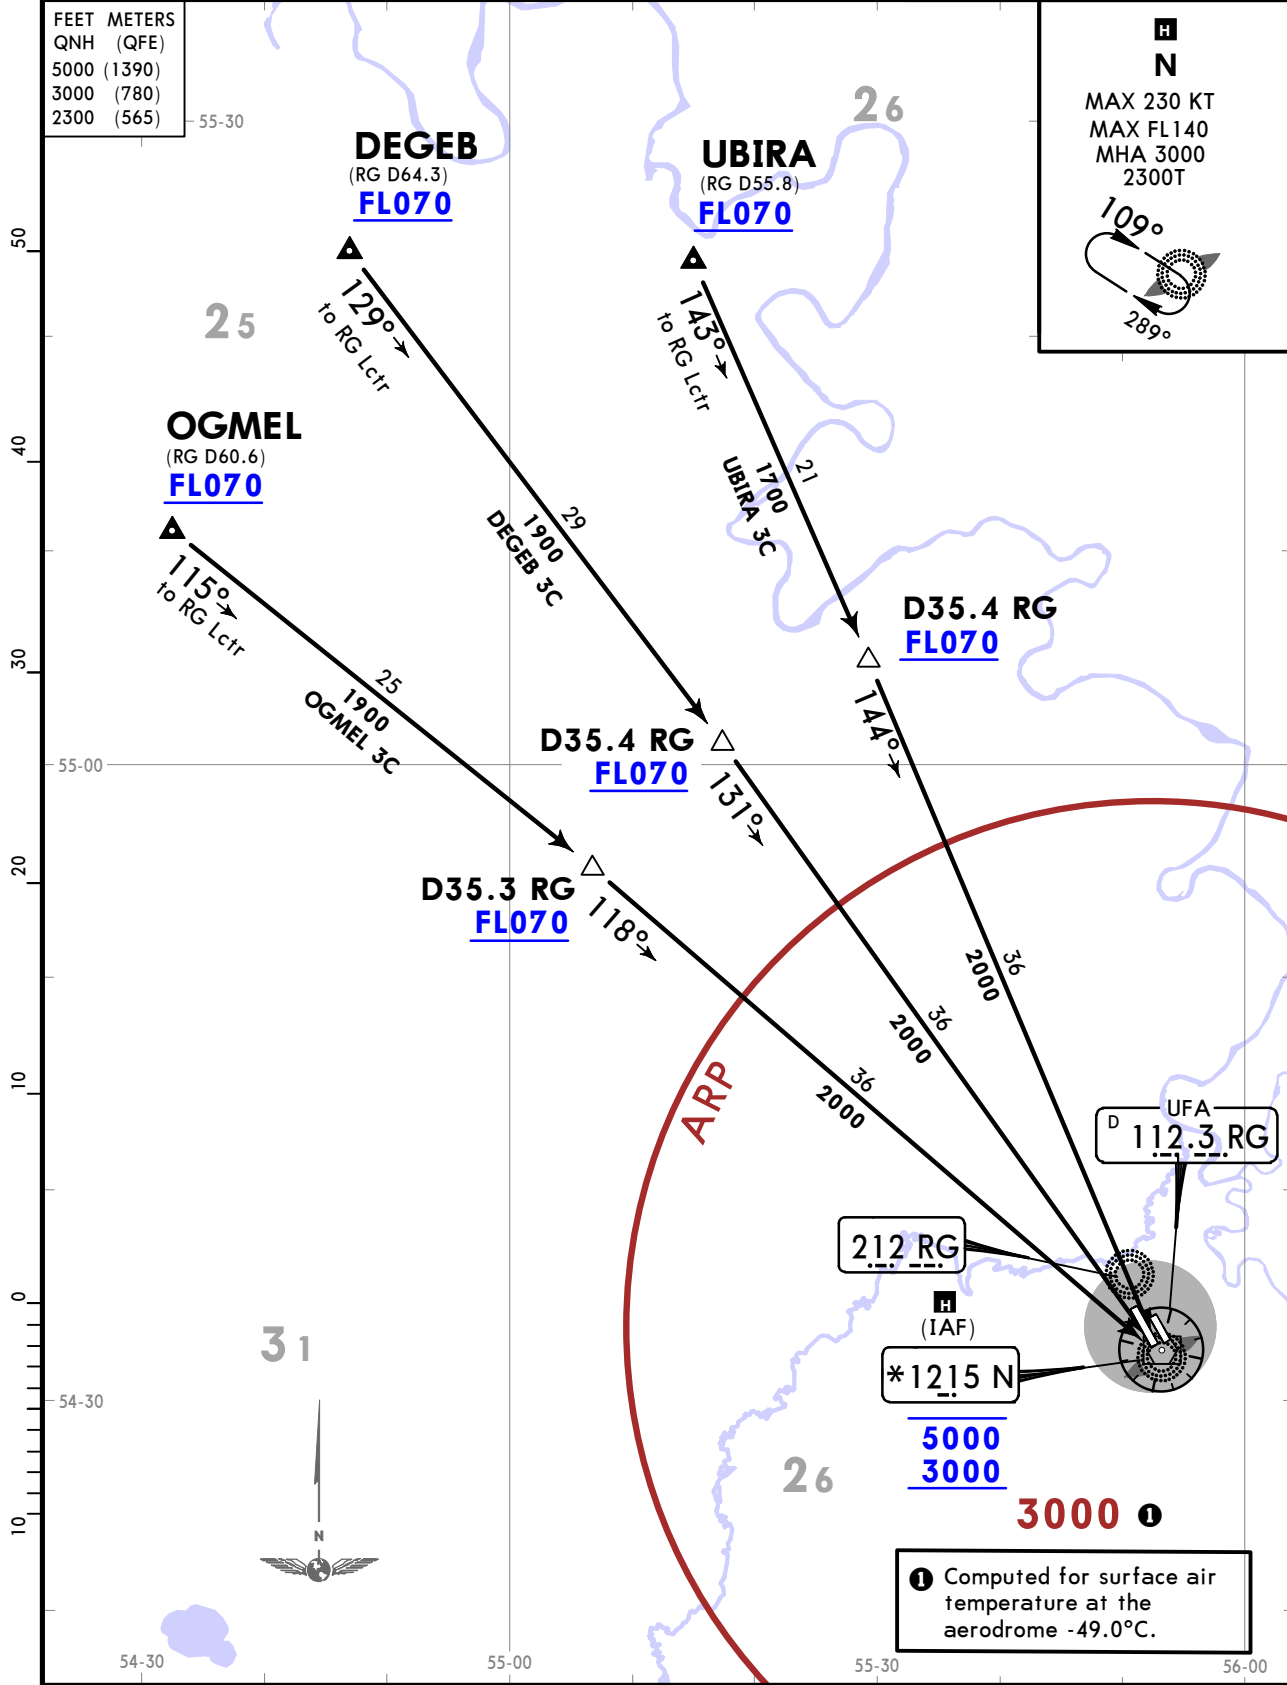 FEET METERS
QNH (QFE)
5000 (1390)
3000 (780)
2300 (565)
55-30
26
H
N
MAX 230 KT
MAX FL140
MHA 3000
2300T
109°
289°
DEGEB
(RG D64.3)
FL070
UBIRA
(RG D55.8)
FL070
50
129°
to RG Lctr
143°
to RG Lctr
25
OGMEL
(RG D60.6)
FL070
40
21
1700
UBIRA 3C
29
1900
DEGEB 3C
115°
to RG Lctr
D35.4 RG
FL070
30
25
1900
OGMEL 3C
144°
D35.4 RG
FL070
55-00
131°
20
D35.3 RG
FL070
118°
36
2000
36
2000
36
2000
10
ARP
UFA
D 112.3 RG
212 RG
0
H
(IAF)
31
*1215 N
54-30
5000
3000
26
10
3000 1
N
1 Computed for surface air
temperature at the
aerodrome -49.0°C.
54-30
55-00
55-30
56-00